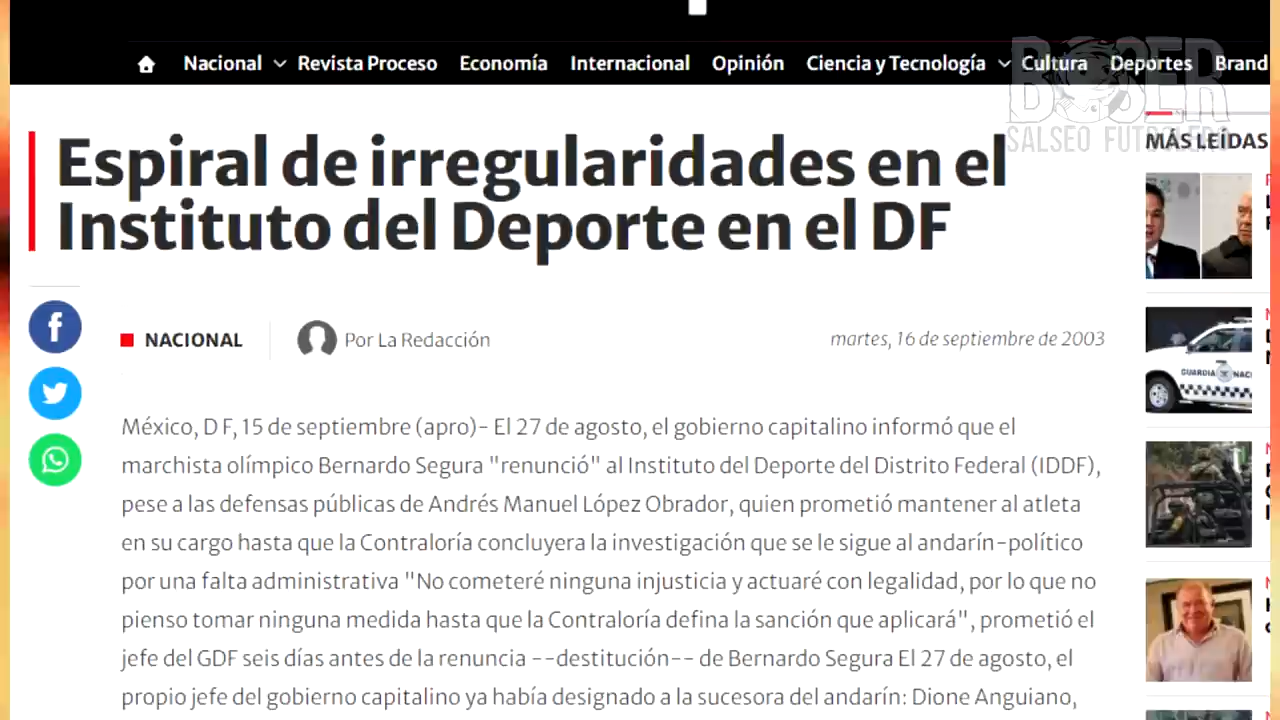 Nacional Revista Proceso Economía Internacional Opinión Ciencia y Tecnología Cultura Deportes Brand
BOSER
SALSEO FUTBOLERO
Espiral de irregularidades en el
Instituto del Deporte en el DF
MÁS LEÍDAS
NACIONAL Por La Redacción martes, 16 de septiembre de 2003
México, D F, 15 de septiembre (apro)- El 27 de agosto, el gobierno capitalino informó que el
marchista olímpico Bernardo Segura "renunció" al Instituto del Deporte del Distrito Federal (IDDF),
pese a las defensas públicas de Andrés Manuel López Obrador, quien prometió mantener al atleta
en su cargo hasta que la Contraloría concluyera la investigación que se le sigue al andarín-político
por una falta administrativa "No cometeré ninguna injusticia y actuaré con legalidad, por lo que no
pienso tomar ninguna medida hasta que la Contraloría defina la sanción que aplicará", prometió el
jefe del GDF seis días antes de la renuncia --destitución-- de Bernardo Segura El 27 de agosto, el
propio jefe del gobierno capitalino ya había designado a la sucesora del andarín: Dione Anguiano,
GUARDIA NAC